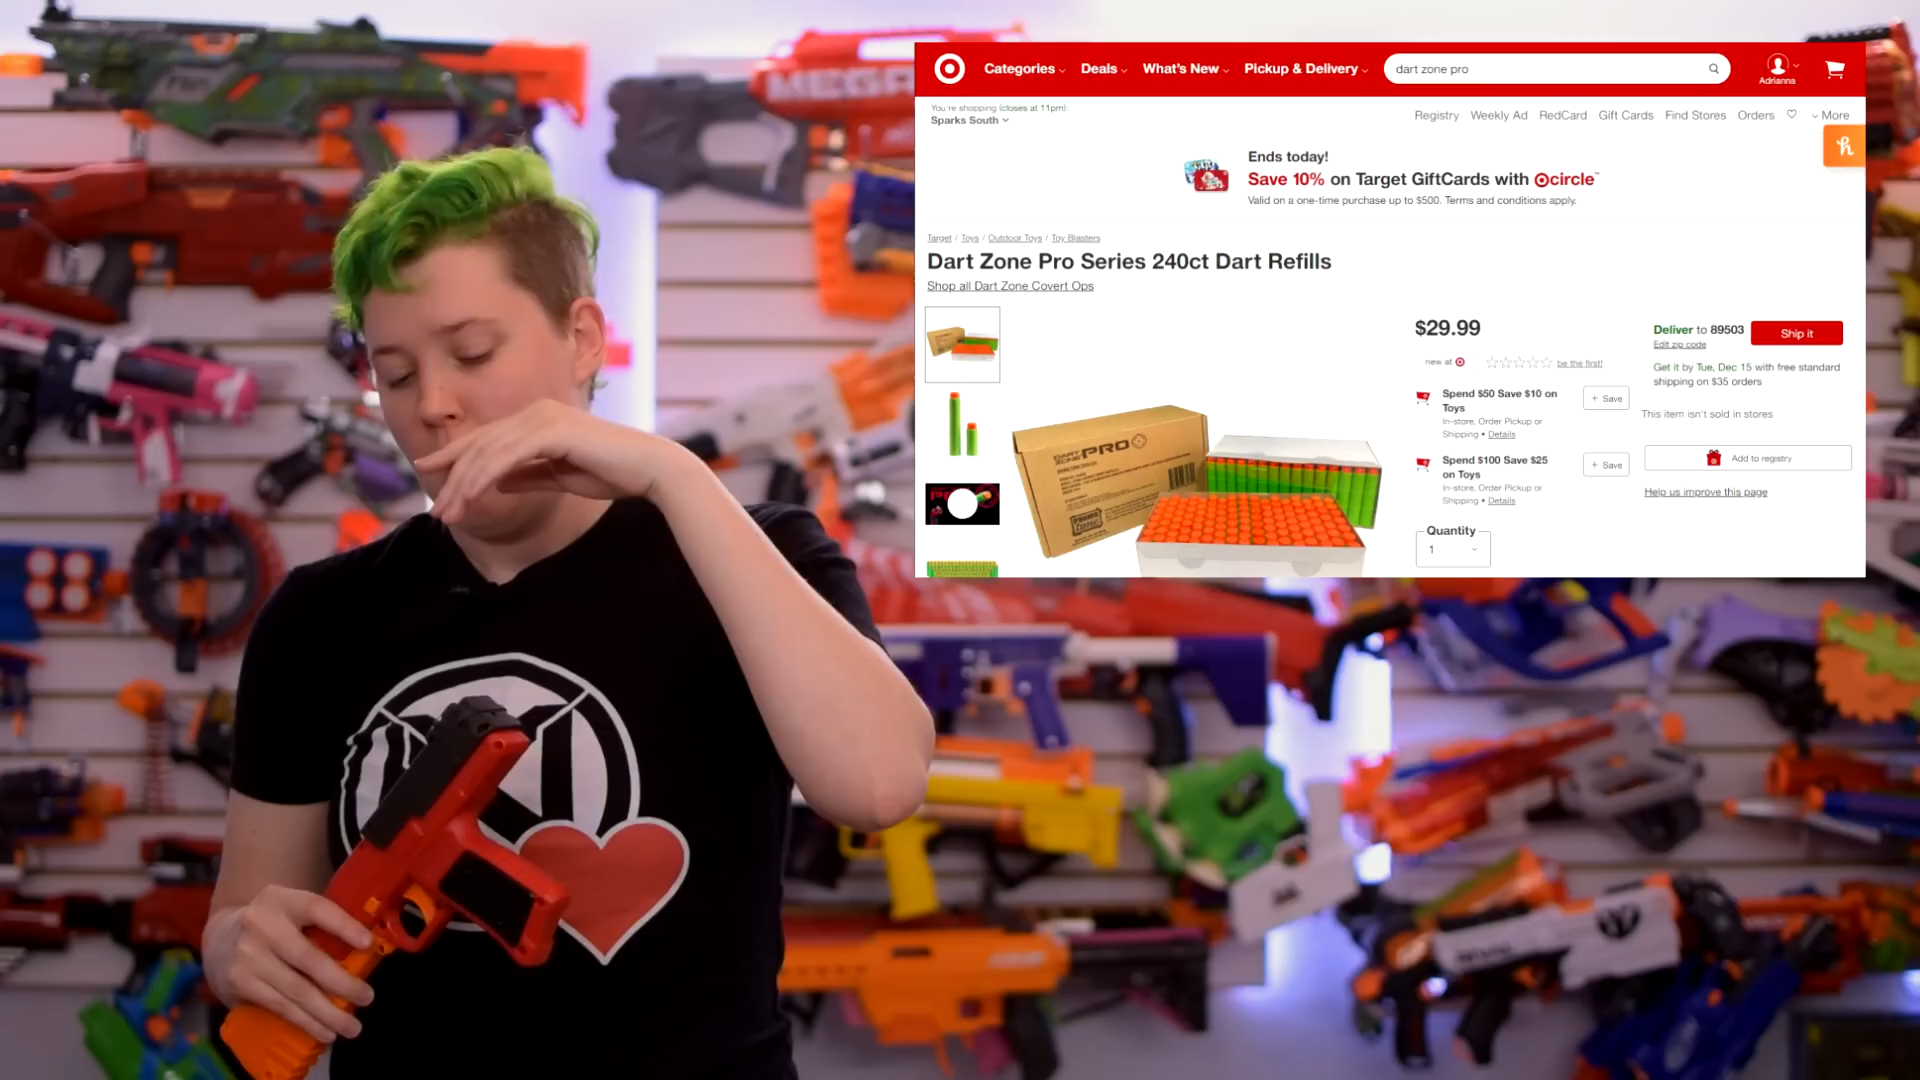 MEGA
Categories
Deals
What's New
Pickup & Delivery
dart zone pro
Adrianna
You're shopping (closes at 11pm):
Sparks South
Registry
Weekly Ad
RedCard
Gift Cards
Find Stores
Orders
More
Ends today!
Save 10% on Target GiftCards with circle™
Valid on a one-time purchase up to $500. Terms and conditions apply.
Target / Toys / Outdoor Toys / Toy Blasters
Dart Zone Pro Series 240ct Dart Refills
Shop all Dart Zone Covert Ops
$29.99
new at
be the first!
Deliver to 89503
Edit zip code
Ship it
Get it by Tue, Dec 15 with free standard
shipping on $35 orders
This item isn't sold in stores
Add to registry
Help us improve this page
Spend $50 Save $10 on
Toys
In-store, Order Pickup or
Shipping • Details
+ Save
Spend $100 Save $25
on Toys
In-store, Order Pickup or
Shipping • Details
+ Save
Quantity
1
DART
ZONE PRO